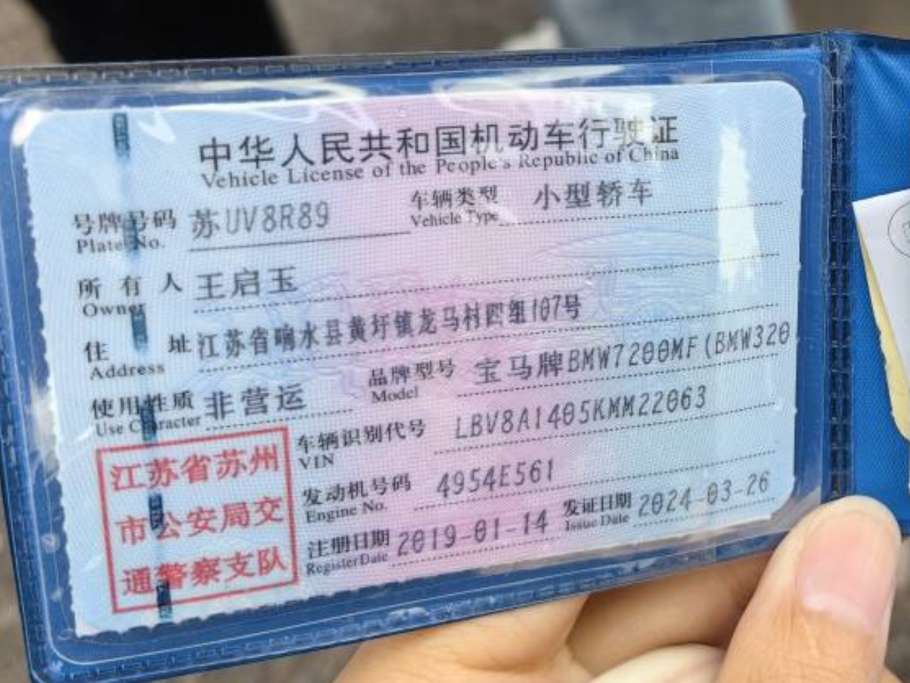 中华人民共和国机动车行驶证
Vehicle License of the People's Republic of China
号牌号码 苏UV8R89 车辆类型 小型轿车
Plate No. Vehicle Type
所有人 王启玉
Owner
住址 江苏省响水县黄圩镇龙马村四组107号
Address
使用性质 非营运 品牌型号 宝马牌BMW7200MF(BMW320
Use Character Model
江苏省苏州
市公安局交
通警察支队
车辆识别代号 LBV8A1405KMM22063
VIN
发动机号码 4954E561
Engine No.
注册日期 2019-01-14 发证日期 2024-03-26
Register Date Issue Date